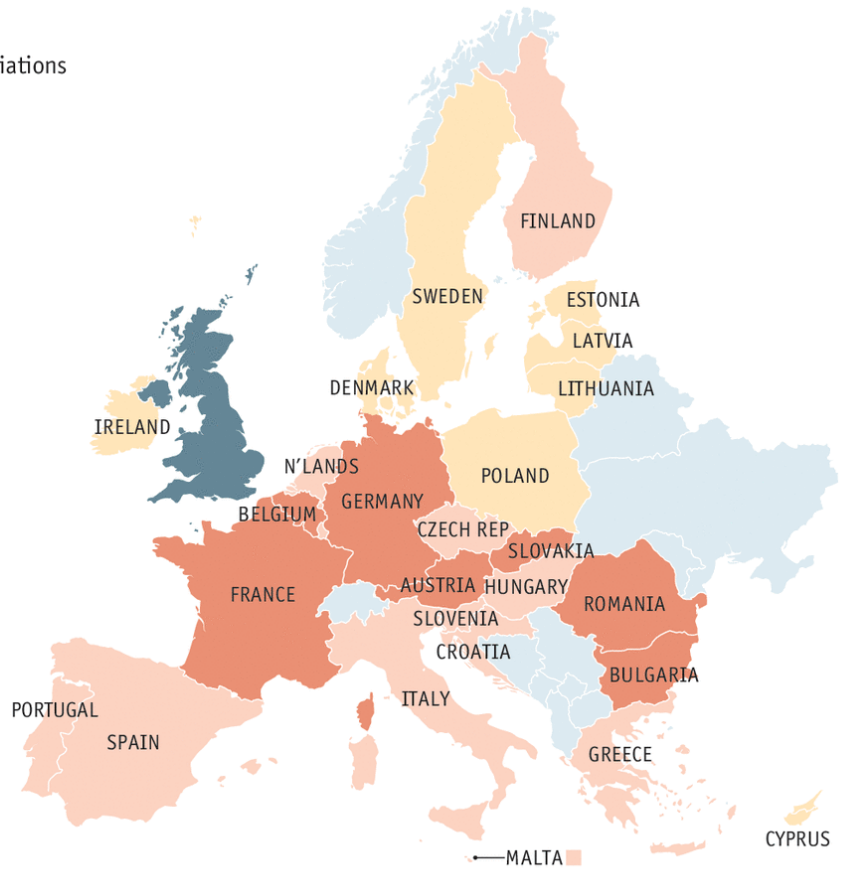 iations
FINLAND
SWEDEN
ESTONIA
LATVIA
DENMARK
LITHUANIA
IRELAND
N'LANDS
POLAND
GERMANY
BELGIUM
CZECH REP
SLOVAKIA
FRANCE
AUSTRIA
HUNGARY
ROMANIA
SLOVENIA
CROATIA
BULGARIA
ITALY
PORTUGAL
SPAIN
GREECE
CYPRUS
MALTA